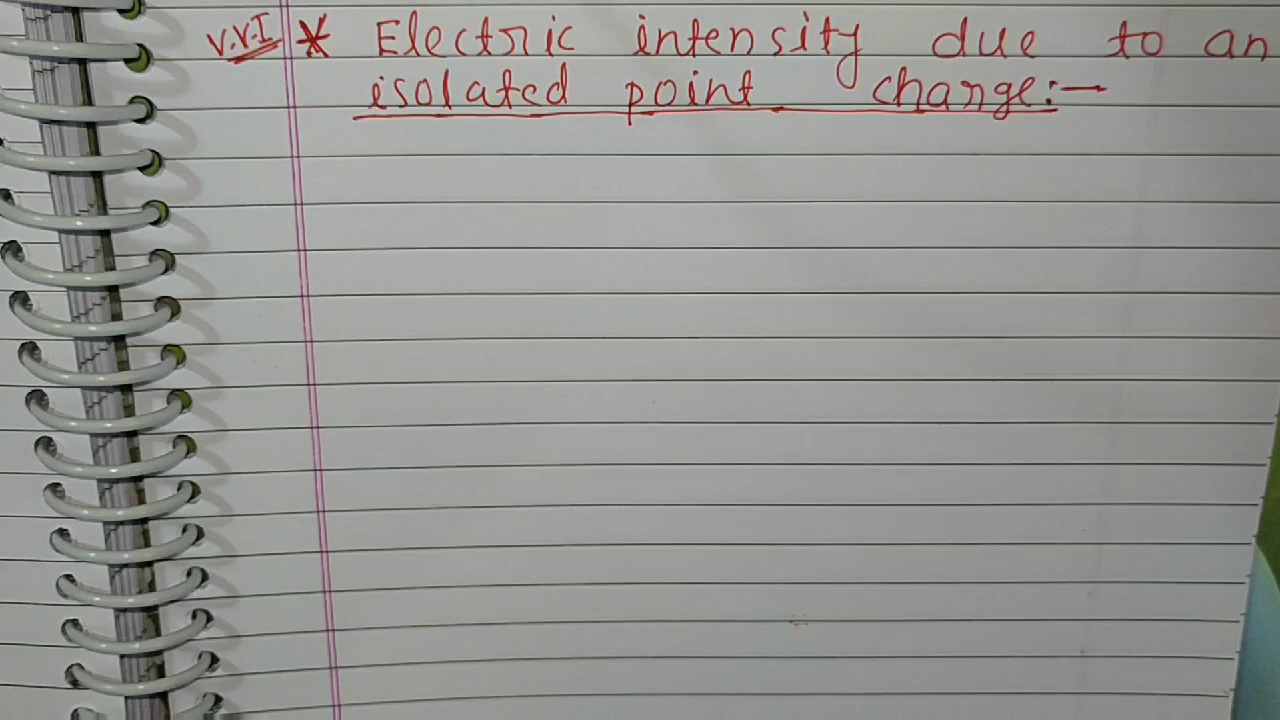 V.V.I * Electric intensity due to an
isolated point charge:-